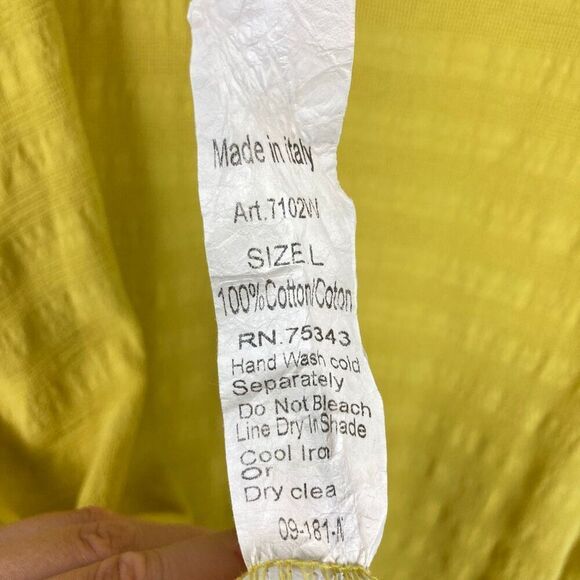 Made in italy
Art.7102W
SIZE.L
100%Cotton/Coton
RN.75343
Hand Wash cold
Separately
Do Not Bleach
Line Dry In Shade
Cool Iron
Or
Dry clea
09-181-N